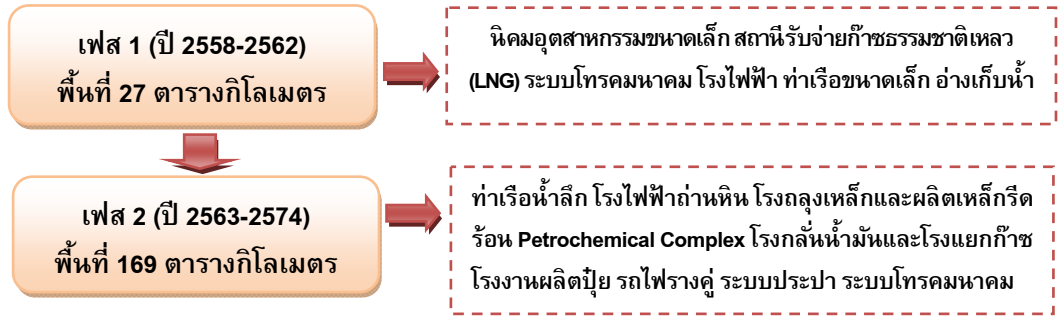 เฟส 1 (ปี 2558-2562)
พื้นที่ 27 ตารางกิโลเมตร
นิคมอุตสาหกรรมขนาดเล็ก สถานีรับจ่ายก๊าซธรรมชาติเหลว
(LNG) ระบบโทรคมนาคม โรงไฟฟ้า ท่าเรือขนาดเล็ก อ่างเก็บน้ำ
เฟส 2 (ปี 2563-2574)
พื้นที่ 169 ตารางกิโลเมตร
ท่าเรือน้ำลึก โรงไฟฟ้าถ่านหิน โรงถลุงเหล็กและผลิตเหล็กรีด
ร้อน Petrochemical Complex โรงกลั่นน้ำมันและโรงแยกก๊าซ
โรงงานผลิตปุ๋ย รถไฟรางคู่ ระบบประปา ระบบโทรคมนาคม